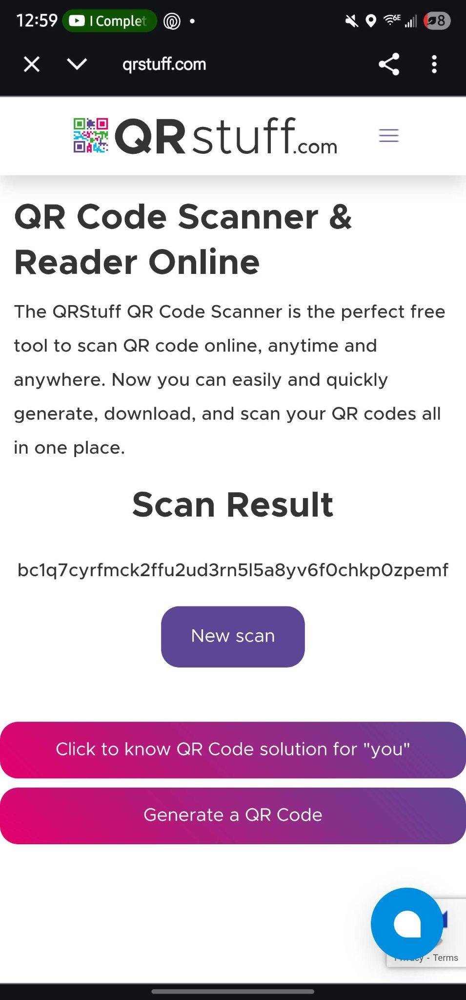 12:59
I Complet
6E
8
qrstuff.com
QRstuff.com
QR Code Scanner &
Reader Online
The QRStuff QR Code Scanner is the perfect free
tool to scan QR code online, anytime and
anywhere. Now you can easily and quickly
generate, download, and scan your QR codes all
in one place.
Scan Result
bc1q7cyrfmck2ffu2ud3rn5l5a8yv6f0chkp0zpemf
New scan
Click to know QR Code solution for "you"
Generate a QR Code
- Terms